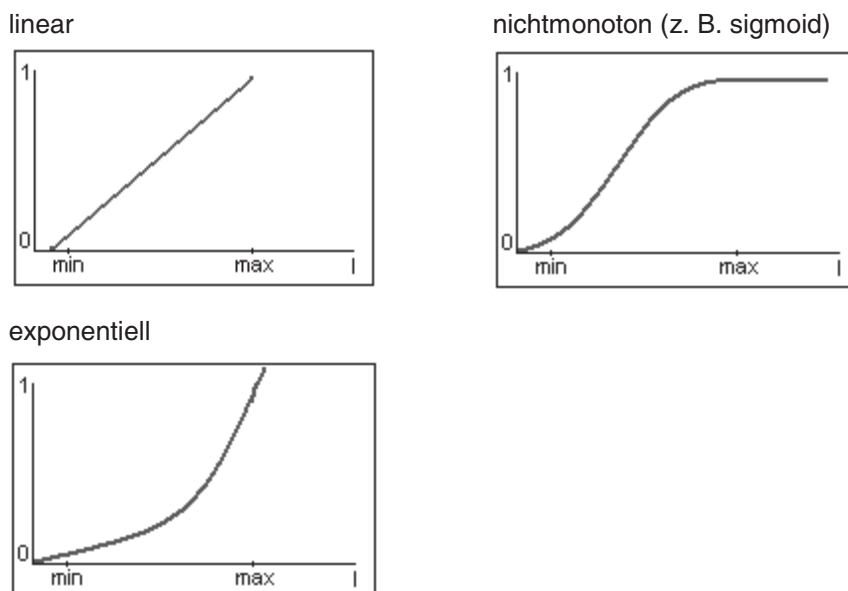 linear
1
0
min max I
nichtmonoton (z. B. sigmoid)
1
0
min max I
exponentiell
1
0
min max I